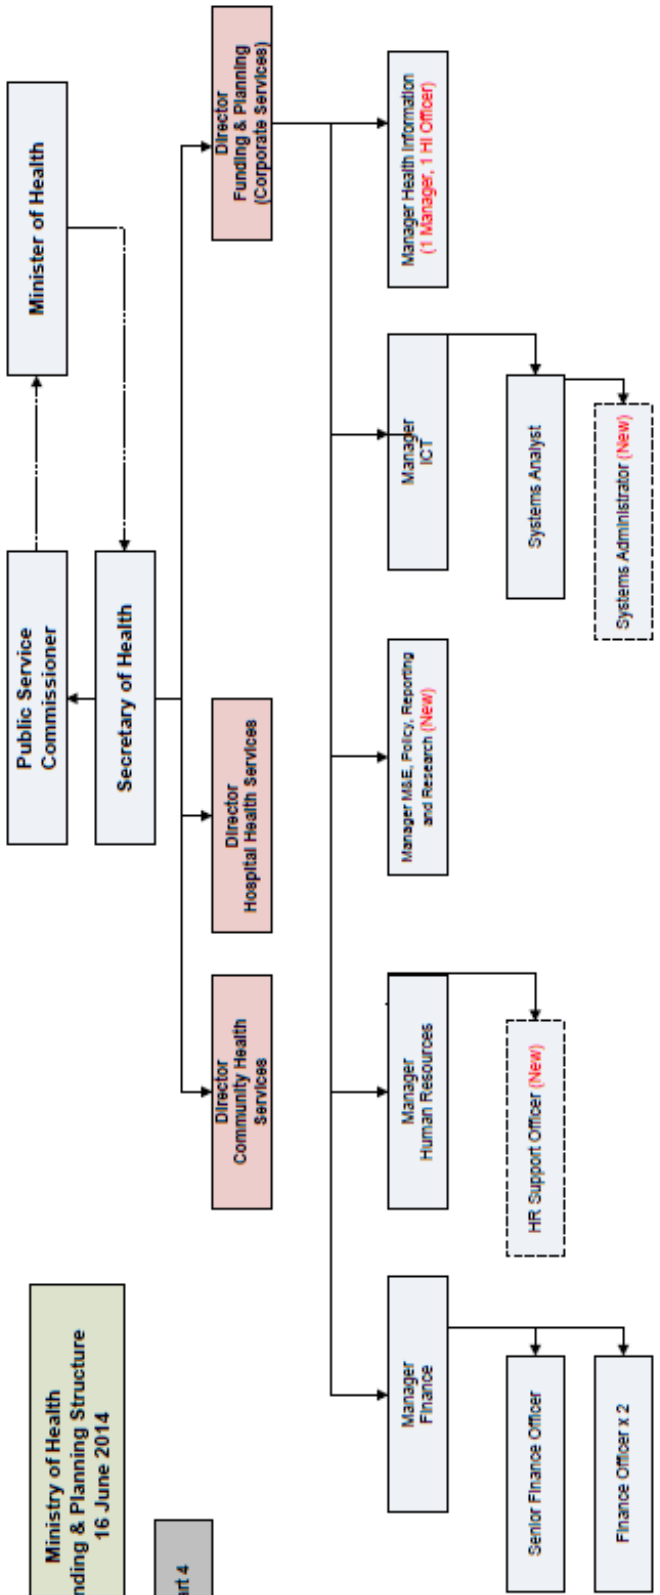 Ministry of Health
nding & Planning Structure
16 June 2014
art 4
Public Service
Commissioner
Minister of Health
Secretary of Health
Director
Community Health
Services
Director
Hospital Health Services
Director
Funding & Planning
(Corporate Services)
Manager
Finance
Manager
Human Resources
Manager M&E, Policy, Reporting
and Research (New)
Manager
ICT
Manager Health Information
(1 Manager, 1 HI Officer)
Senior Finance Officer
HR Support Officer (New)
Systems Analyst
Finance Officer x 2
Systems Administrator (New)